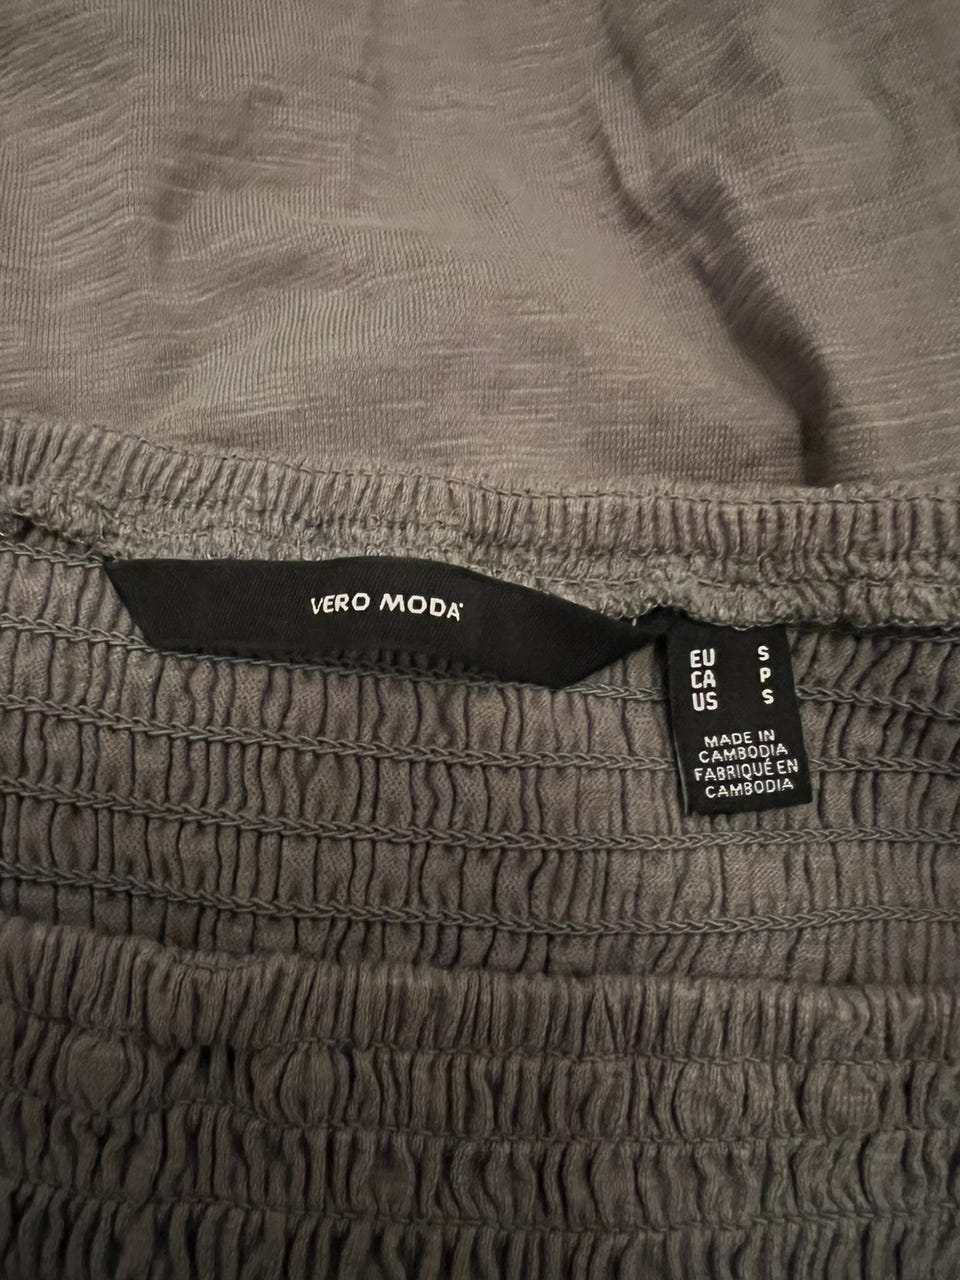 VERO MODA
EU S
CA P
US S
MADE IN
CAMBODIA
FABRIQUÉ EN
CAMBODIA